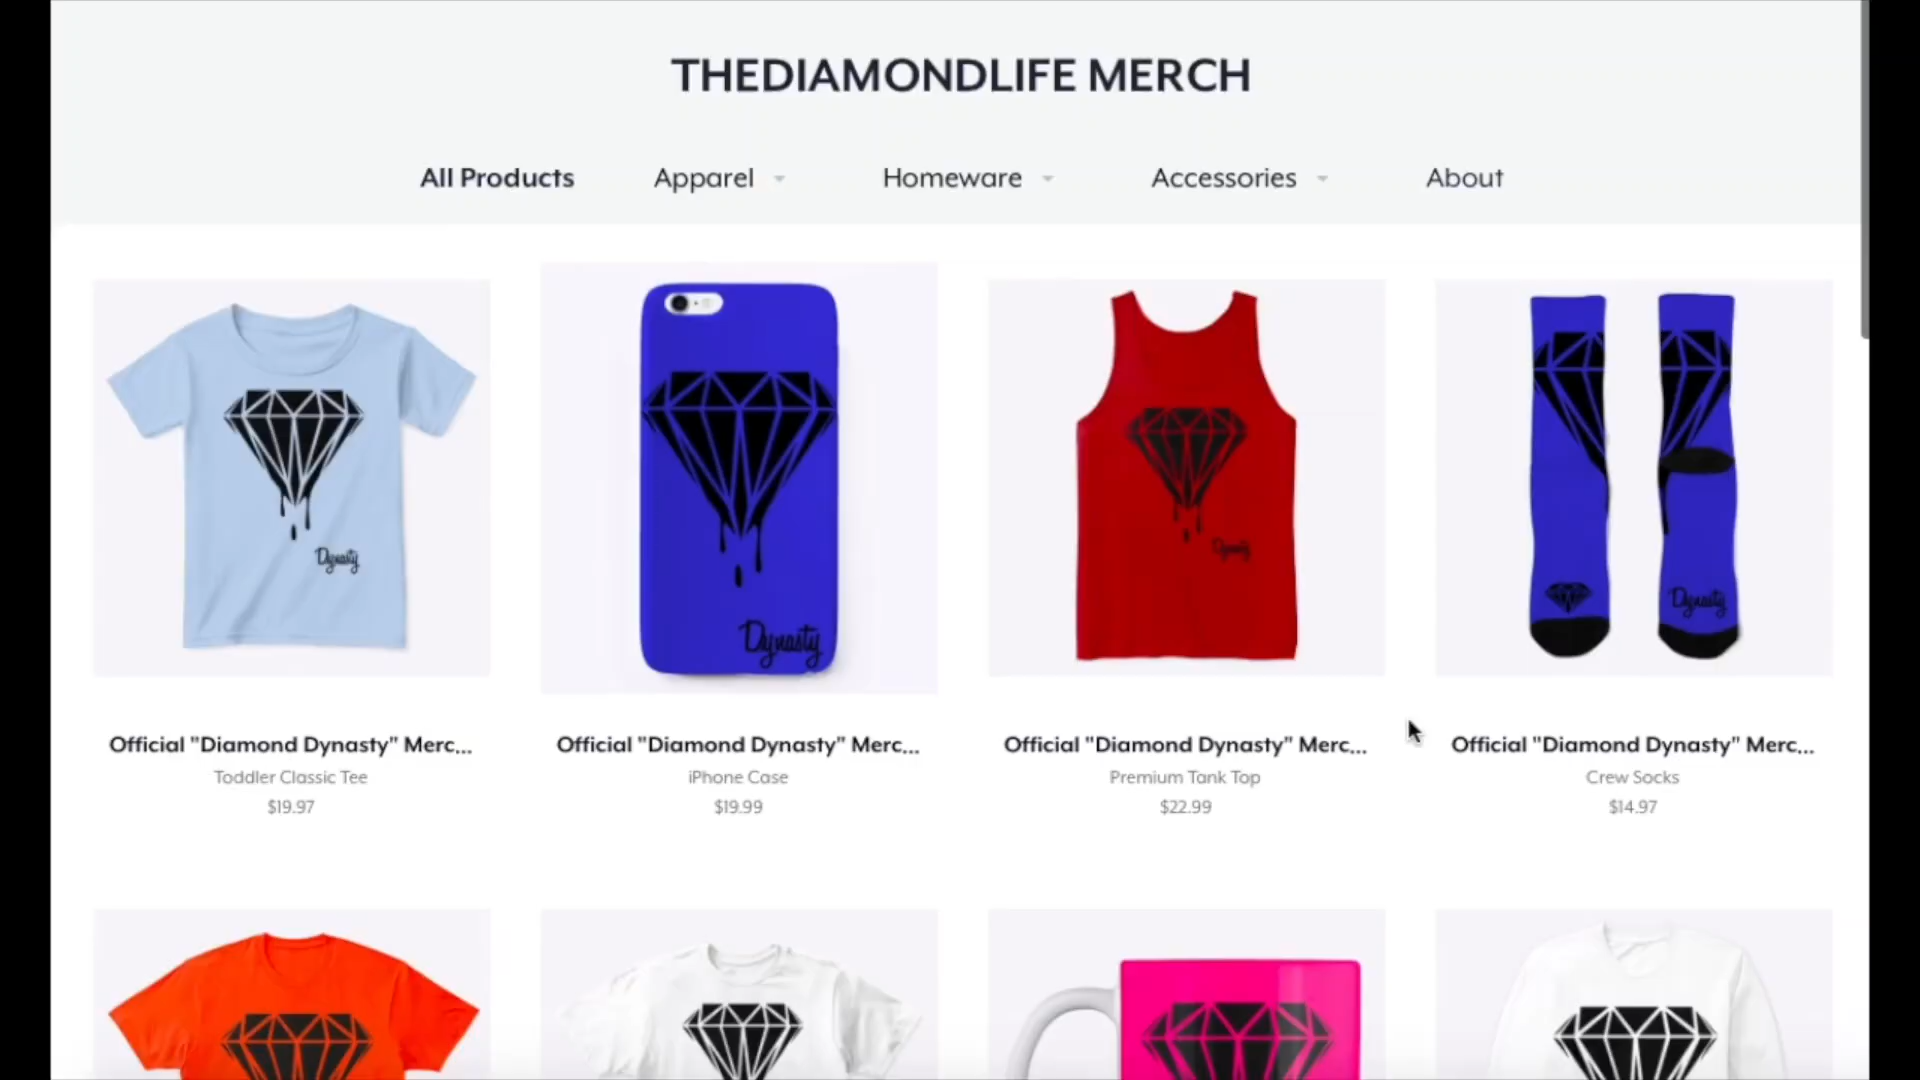 THEDIAMONDLIFE MERCH
All Products
Apparel
Homeware
Accessories
About
Dynasty
Dynasty
Dynasty
Dynasty
Official "Diamond Dynasty" Merc...
Toddler Classic Tee
$19.97
Official "Diamond Dynasty" Merc...
iPhone Case
$19.99
Official "Diamond Dynasty" Merc...
Premium Tank Top
$22.99
Official "Diamond Dynasty" Merc...
Crew Socks
$14.97